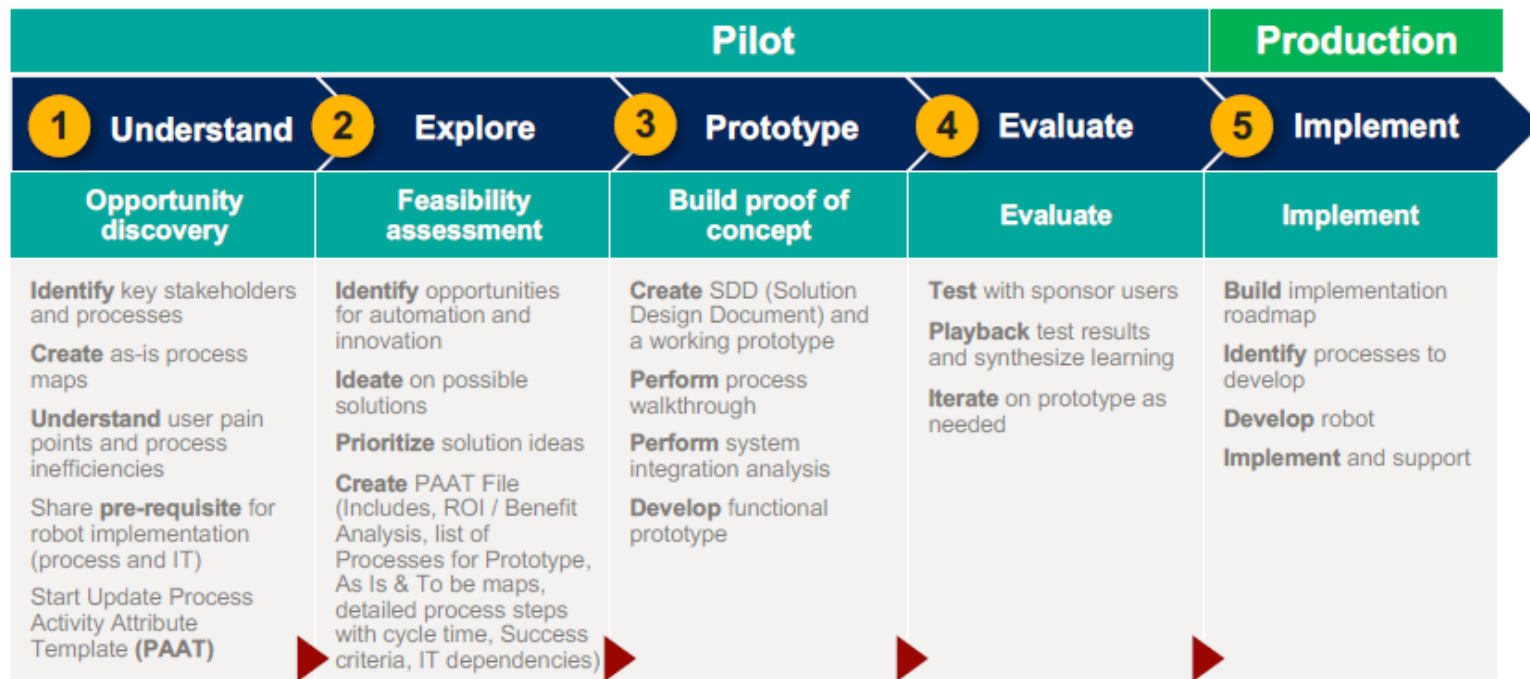 Pilot
Production
1 Understand
2 Explore
3 Prototype
4 Evaluate
5 Implement
Opportunity
discovery
Feasibility
assessment
Build proof of
concept
Evaluate
Implement
Identify key stakeholders
and processes
Create as-is process
maps
Understand user pain
points and process
inefficiencies
Share pre-requisite for
robot implementation
(process and IT)
Start Update Process
Activity Attribute
Template (PAAT)
Identify opportunities
for automation and
innovation
Ideate on possible
solutions
Prioritize solution ideas
Create PAAT File
(Includes, ROI / Benefit
Analysis, list of
Processes for Prototype,
As Is & To be maps,
detailed process steps
with cycle time, Success
criteria, IT dependencies)
Create SDD (Solution
Design Document) and
a working prototype
Perform process
walkthrough
Perform system
integration analysis
Develop functional
prototype
Test with sponsor users
Playback test results
and synthesize learning
Iterate on prototype as
needed
Build implementation
roadmap
Identify processes to
develop
Develop robot
Implement and support